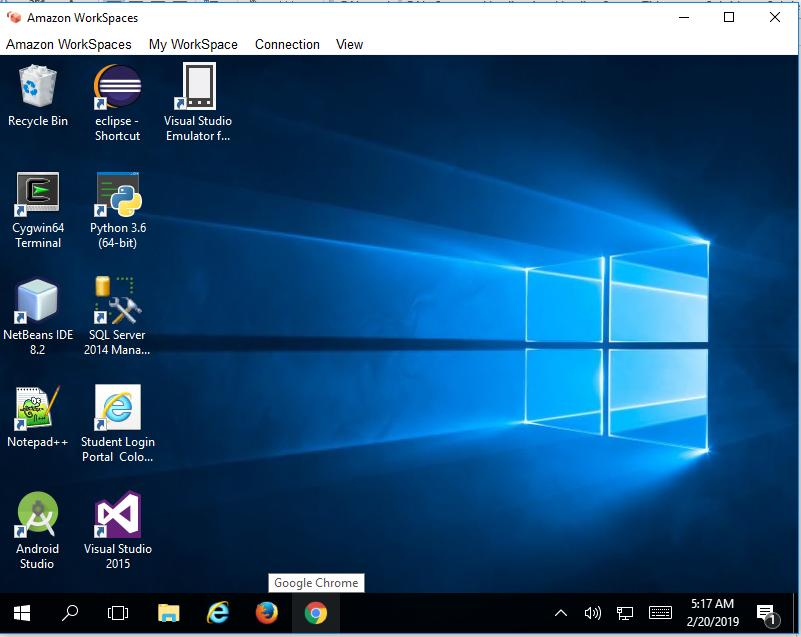 Amazon WorkSpaces
Amazon WorkSpaces My WorkSpace Connection View
Recycle Bin
eclipse -
Shortcut
Visual Studio
Emulator f...
Cygwin64
Terminal
Python 3.6
(64-bit)
NetBeans IDE
8.2
SQL Server
2014 Mana...
Notepad++
Student Login
Portal Colo...
Android
Studio
Visual Studio
2015
Google Chrome
5:17 AM
2/20/2019
1